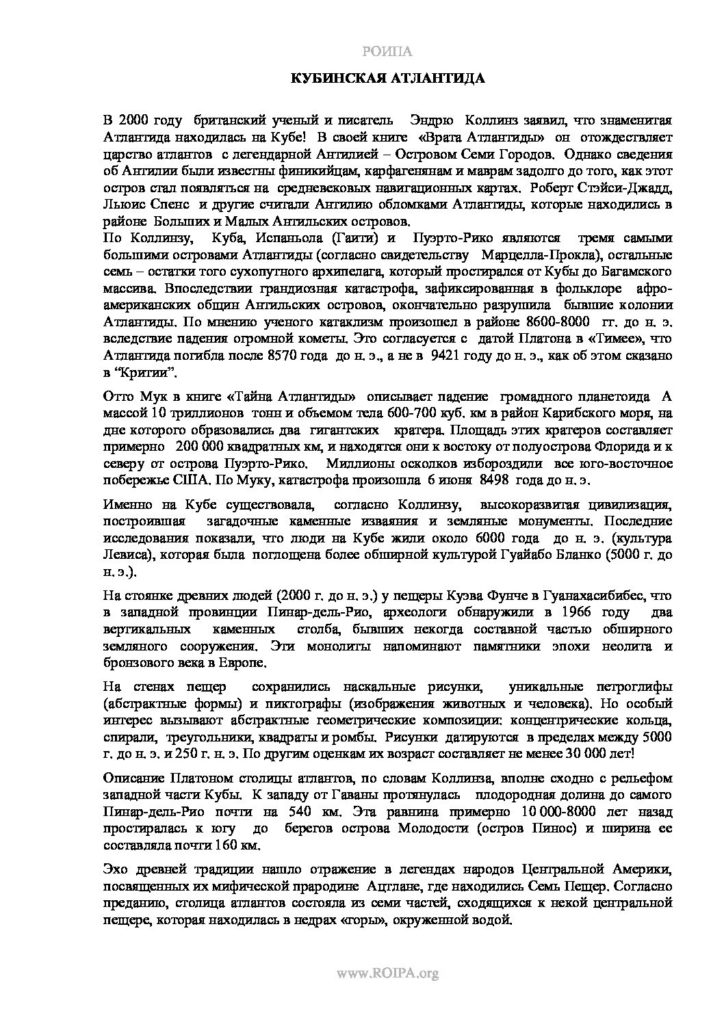 РОИПА
КУБИНСКАЯ АТЛАНТИДА
В 2000 году британский ученый и писатель Эндрю Коллинз заявил, что знаменитая
Атлантида находилась на Кубе! В своей книге «Врата Атлантиды» он отождествляет
царство атлантов с легендарной Антилией – Островом Семи Городов. Однако сведения
об Антилии были известны финикийцам, карфагенянам и маврам задолго до того, как этот
остров стал появляться на средневековых навигационных картах. Роберт Стэйси-Джадд,
Льюис Спенс и другие считали Антилию обломками Атлантиды, которые находились в
районе Больших и Малых Антильских островов.
По Коллинзу, Куба, Испаньола (Гаити) и Пуэрто-Рико являются тремя самыми
большими островами Атлантиды (согласно свидетельству Марцелла-Прокла), остальные
семь – остатки того сухопутного архипелага, который простирался от Кубы до Багамского
массива. Впоследствии грандиозная катастрофа, зафиксированная в фольклоре афро-
американских общин Антильских островов, окончательно разрушила бывшие колонии
Атлантиды. По мнению ученого катаклизм произошел в районе 8600-8000 гг. до н. э.
вследствие падения огромной кометы. Это согласуется с датой Платона в «Тимее», что
Атлантида погибла после 8570 года до н. э., а не в 9421 году до н. э., как об этом сказано
в “Критии”.
Отто Мук в книге «Тайна Атлантиды» описывает падение громадного планетоида А
массой 10 триллионов тонн и объемом тела 600-700 куб. км в район Карибского моря, на
дне которого образовались два гигантских кратера. Площадь этих кратеров составляет
примерно 200 000 квадратных км, и находятся они к востоку от полуострова Флорида и к
северу от острова Пуэрто-Рико. Миллионы осколков избороздили все юго-восточное
побережье США. По Муку, катастрофа произошла 6 июня 8498 года до н. э.
Именно на Кубе существовала, согласно Коллинзу, высокоразвитая цивилизация,
построившая загадочные каменные изваяния и земляные монументы. Последние
исследования показали, что люди на Кубе жили около 6000 года до н. э. (культура
Левиса), которая была поглощена более обширной культурой Гуайабо Бланко (5000 г. до
н. э.).
На стоянке древних людей (2000 г. до н. э.) у пещеры Куэва Фунче в Гуанахасибибес, что
в западной провинции Пинар-дель-Рио, археологи обнаружили в 1966 году два
вертикальных каменных столба, бывших некогда составной частью обширного
земляного сооружения. Эти монолиты напоминают памятники эпохи неолита и
бронзового века в Европе.
На стенах пещер сохранились наскальные рисунки, уникальные петроглифы
(абстрактные формы) и пиктографы (изображения животных и человека). Но особый
интерес вызывают абстрактные геометрические композиции: концентрические кольца,
спирали, треугольники, квадраты и ромбы. Рисунки датируются в пределах между 5000
г. до н. э. и 250 г. н. э. По другим оценкам их возраст составляет не менее 30 000 лет!
Описание Платоном столицы атлантов, по словам Коллинза, вполне сходно с рельефом
западной части Кубы. К западу от Гаваны протянулась плодородная долина до самого
Пинар-дель-Рио почти на 540 км. Эта равнина примерно 10 000-8000 лет назад
простиралась к югу до берегов острова Молодости (остров Пинос) и ширина ее
составляла почти 160 км.
Эхо древней традиции нашло отражение в легендах народов Центральной Америки,
посвященных их мифической прародине Ацтлане, где находились Семь Пещер. Согласно
преданию, столица атлантов состояла из семи частей, сходящихся к некой центральной
пещере, которая находилась в недрах «горы», окруженной водой.
www.ROIPA.org